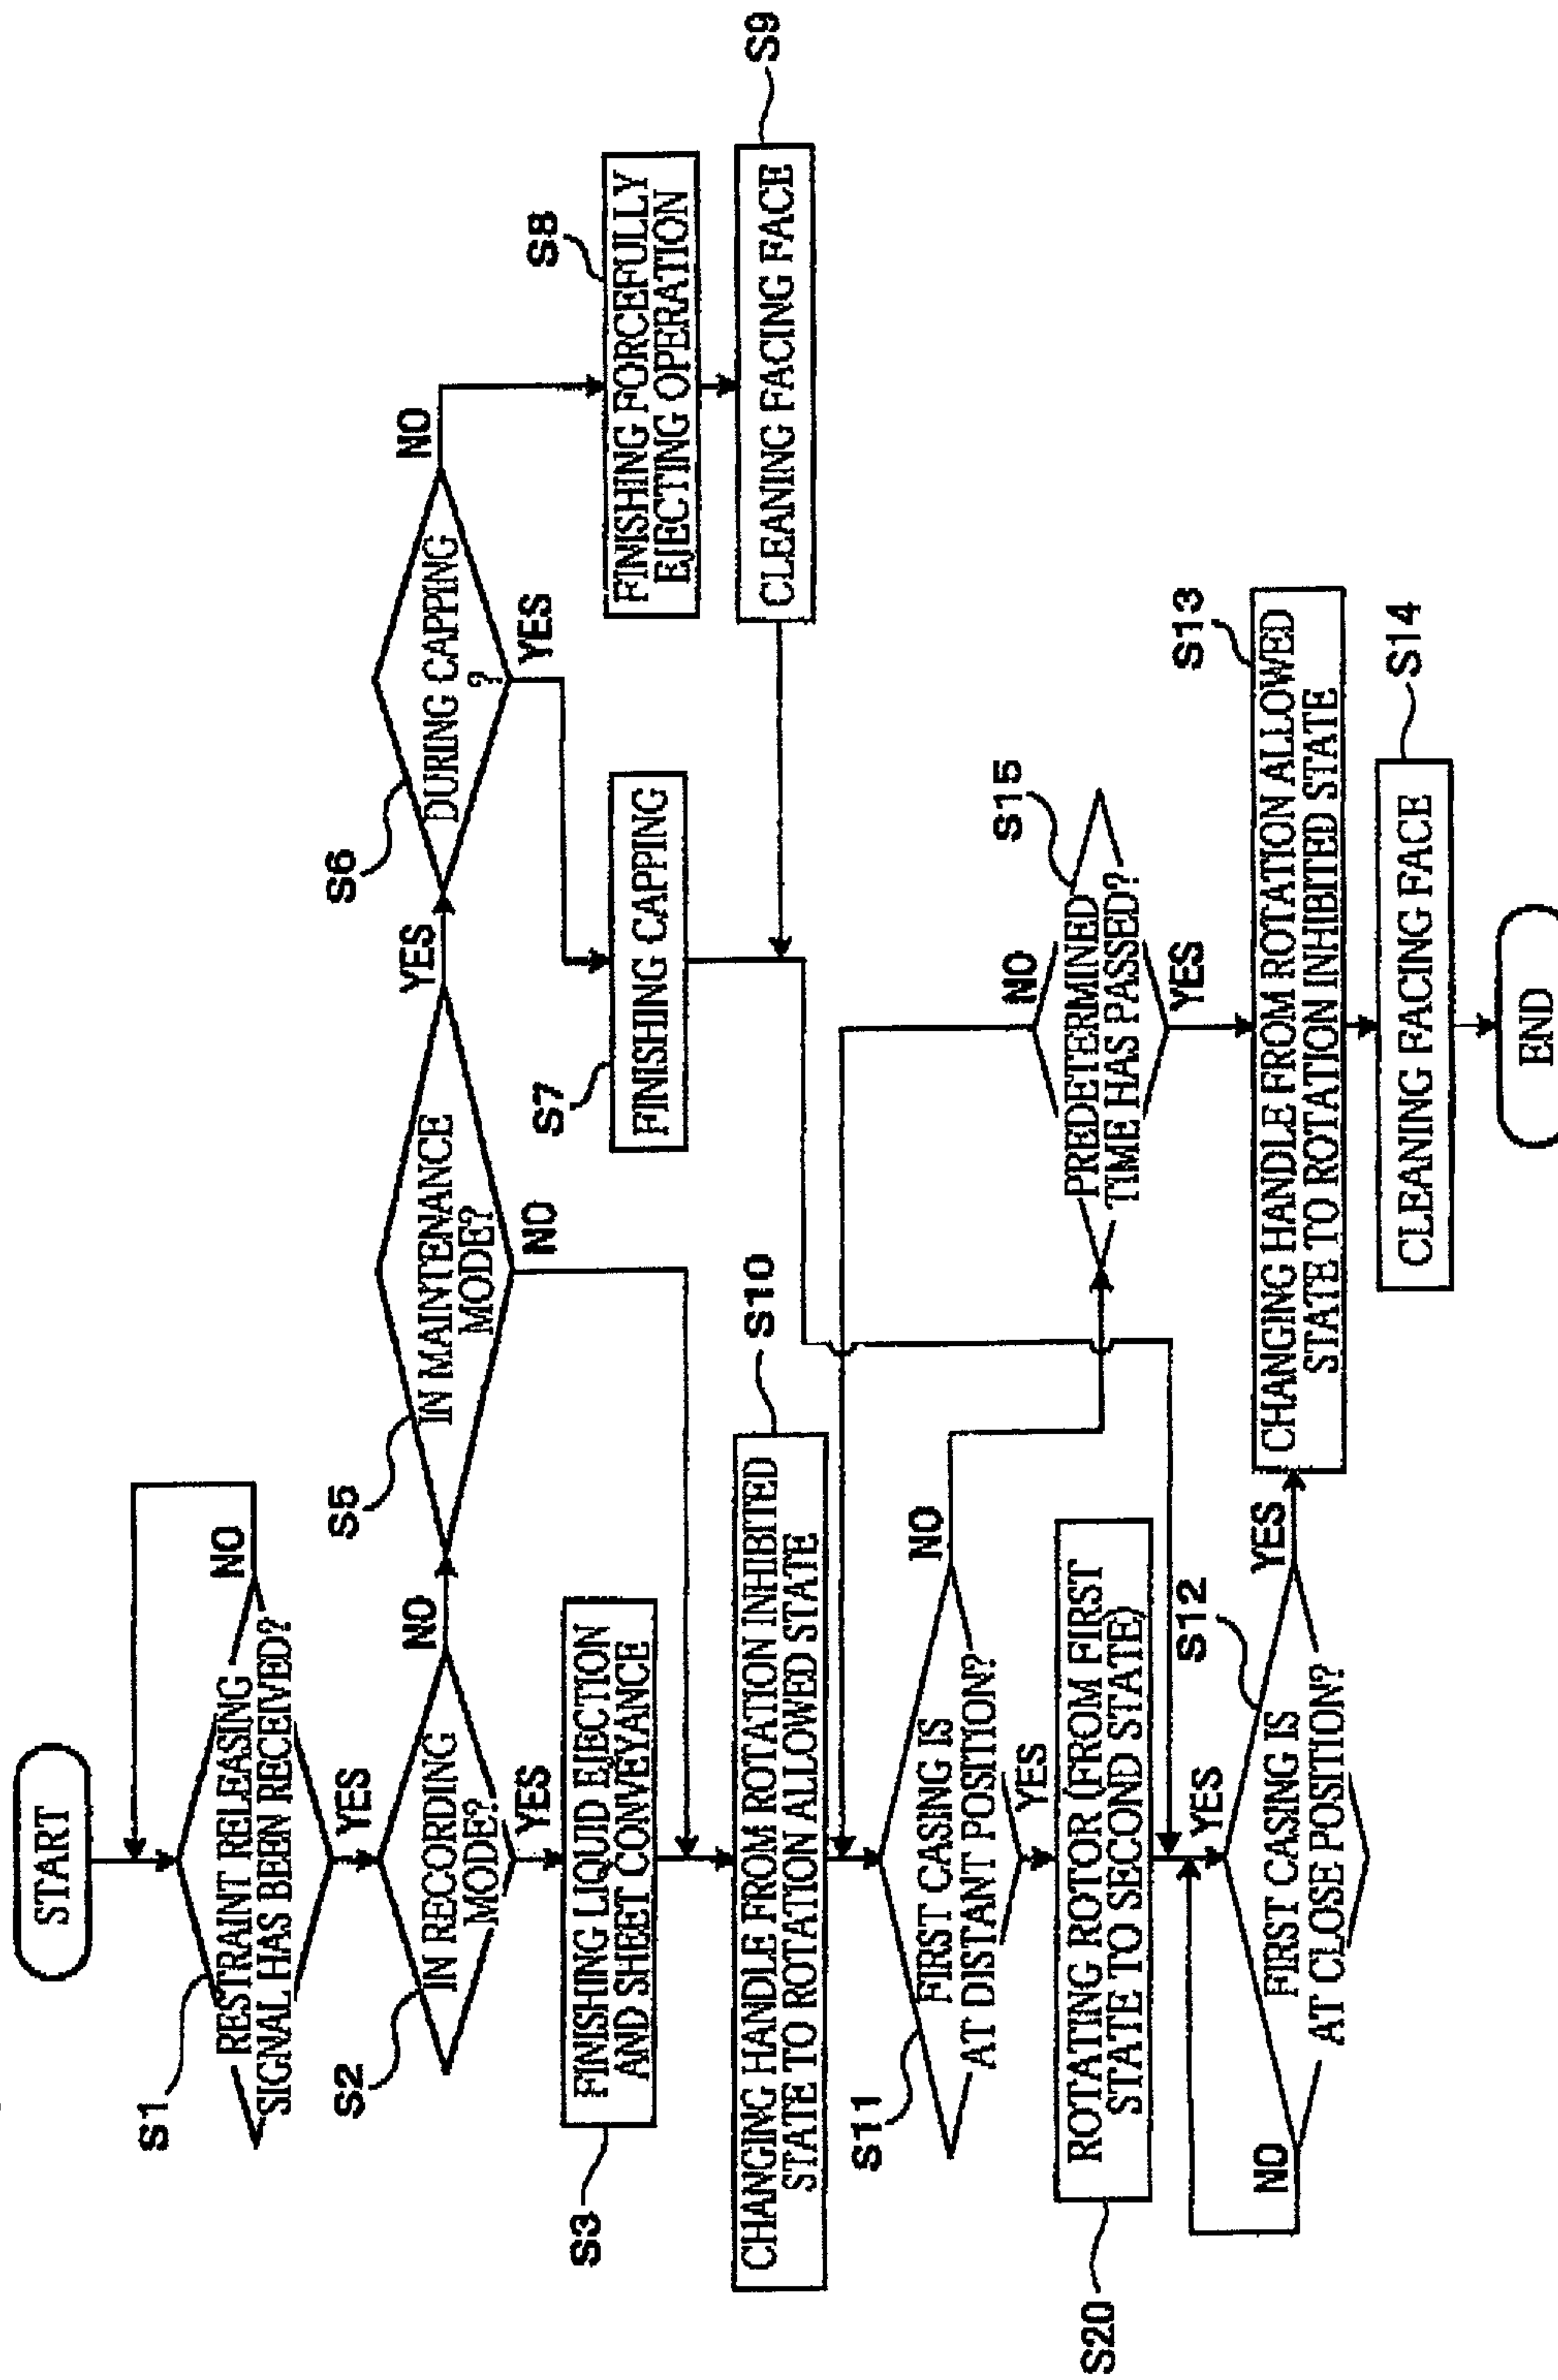 START
S1
RESTRAINT RELEASING
SIGNAL HAS BEEN RECEIVED?
NO
YES
S2
IN RECORDING
MODE?
NO
YES
S5
IN MAINTENANCE
MODE?
YES
NO
S6
DURING CAPPING
?
NO
YES
S3
FINISHING LIQUID EJECTION
AND SHEET CONVEYANCE
S7
FINISHING CAPPING
S8
FINISHING FORCEFULLY
EJECTING OPERATION
S9
CLEANING FACING FACE
S10
CHANGING HANDLE FROM ROTATION INHIBITED
STATE TO ROTATION ALLOWED STATE
S11
FIRST CASING IS
AT DISTANT POSITION?
NO
YES
S15
PREDETERMINED
TIME HAS PASSED?
NO
YES
S20
ROTATING ROTOR (FROM FIRST
STATE TO SECOND STATE)
YES
S12
FIRST CASING IS
AT CLOSE POSITION?
NO
YES
S13
CHANGING HANDLE FROM ROTATION ALLOWED
STATE TO ROTATION INHIBITED STATE
S14
CLEANING FACING FACE
END